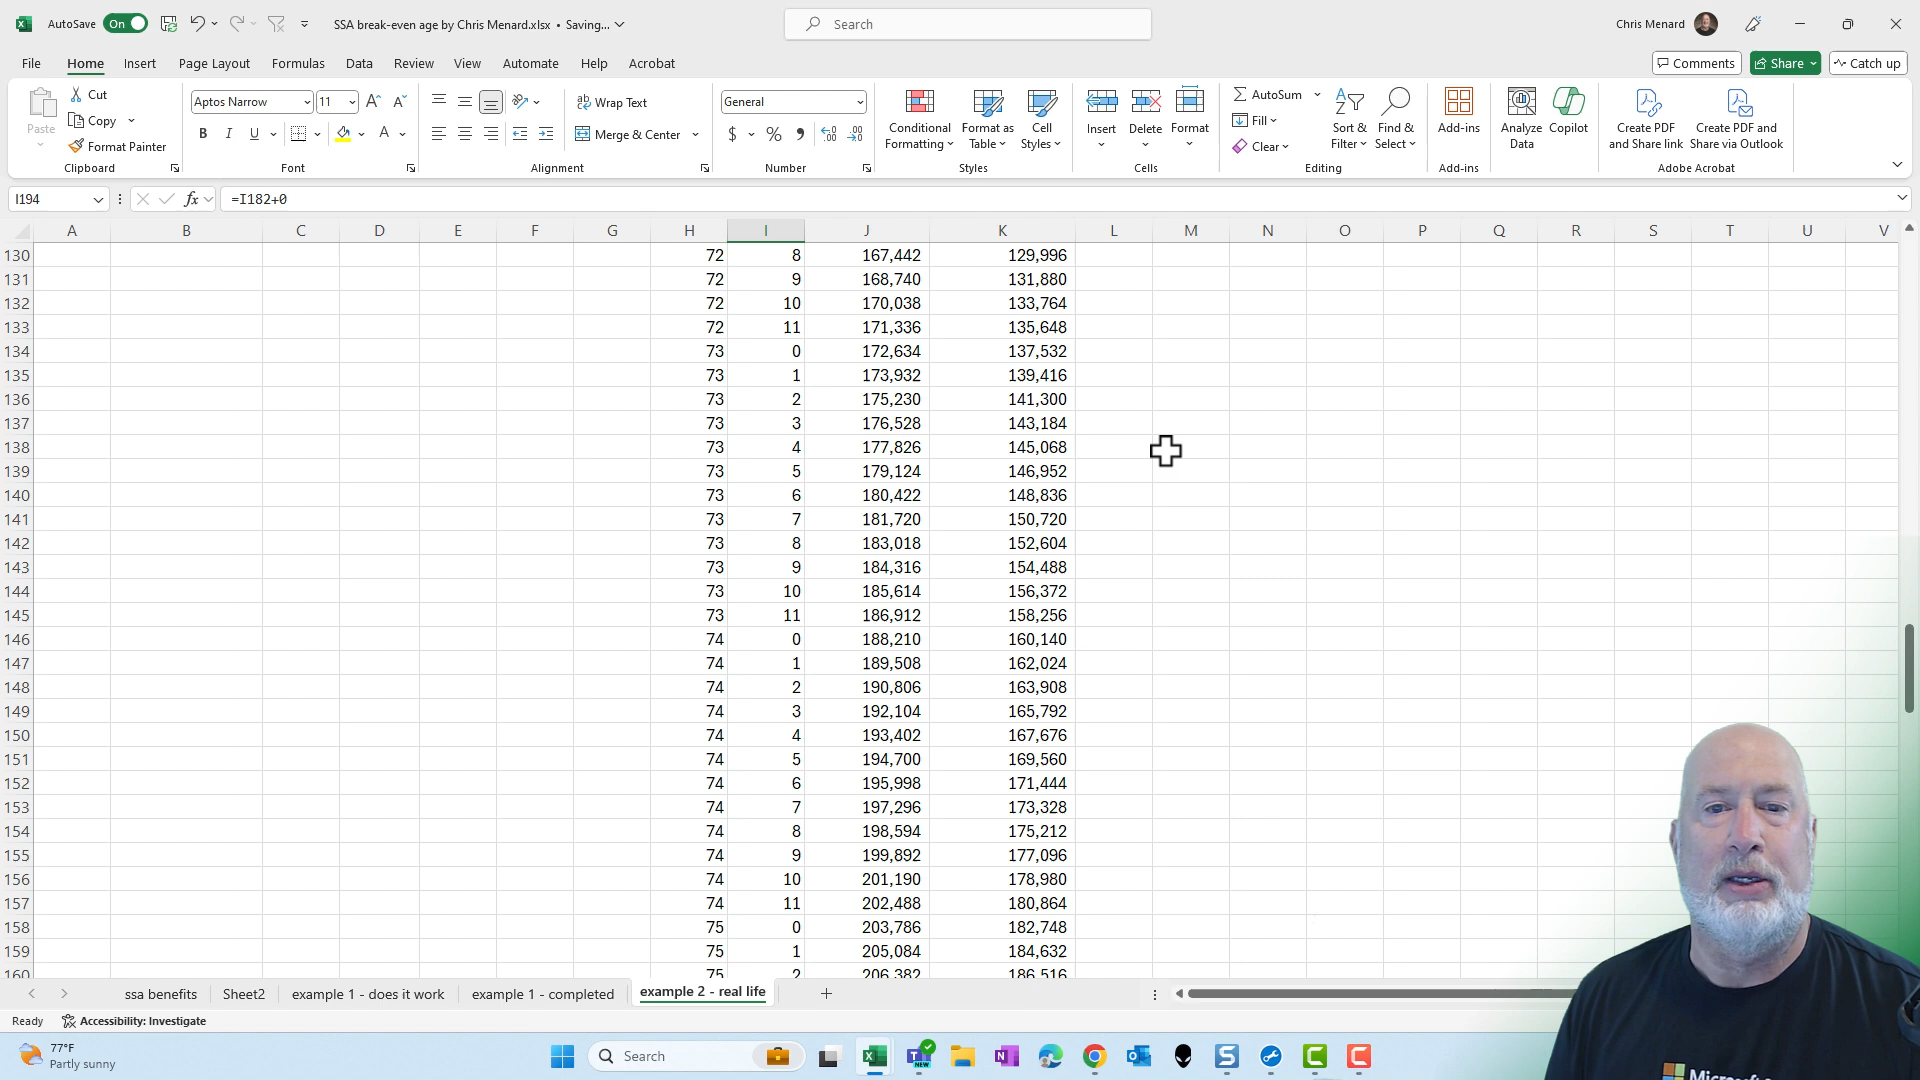 AutoSave On SSA break-even age by Chris Menard.xlsx • Saving... Search Chris Menard
File Home Insert Page Layout Formulas Data Review View Automate Help Acrobat Comments Share Catch up
Paste Cut Copy Format Painter Clipboard
Aptos Narrow 11 B I U A Font
Wrap Text Merge & Center Alignment
General $ % Number
Conditional Formatting Format as Table Cell Styles Styles
Insert Delete Format Cells
AutoSum Fill Clear Sort & Filter Find & Select Editing
Add-ins Add-ins
Analyze Data Copilot
Create PDF and Share link Create PDF and Share via Outlook Adobe Acrobat
I194 fx =I182+0
A B C D E F G H I J K L M N O P Q R S T U V
130 72 8 167,442 129,996
131 72 9 168,740 131,880
132 72 10 170,038 133,764
133 72 11 171,336 135,648
134 73 0 172,634 137,532
135 73 1 173,932 139,416
136 73 2 175,230 141,300
137 73 3 176,528 143,184
138 73 4 177,826 145,068
139 73 5 179,124 146,952
140 73 6 180,422 148,836
141 73 7 181,720 150,720
142 73 8 183,018 152,604
143 73 9 184,316 154,488
144 73 10 185,614 156,372
145 73 11 186,912 158,256
146 74 0 188,210 160,140
147 74 1 189,508 162,024
148 74 2 190,806 163,908
149 74 3 192,104 165,792
150 74 4 193,402 167,676
151 74 5 194,700 169,560
152 74 6 195,998 171,444
153 74 7 197,296 173,328
154 74 8 198,594 175,212
155 74 9 199,892 177,096
156 74 10 201,190 178,980
157 74 11 202,488 180,864
158 75 0 203,786 182,748
159 75 1 205,084 184,632
160 75 2 206,382 186,516
ssa benefits Sheet2 example 1 - does it work example 1 - completed example 2 - real life
Ready Accessibility: Investigate
77°F
Partly sunny
Search